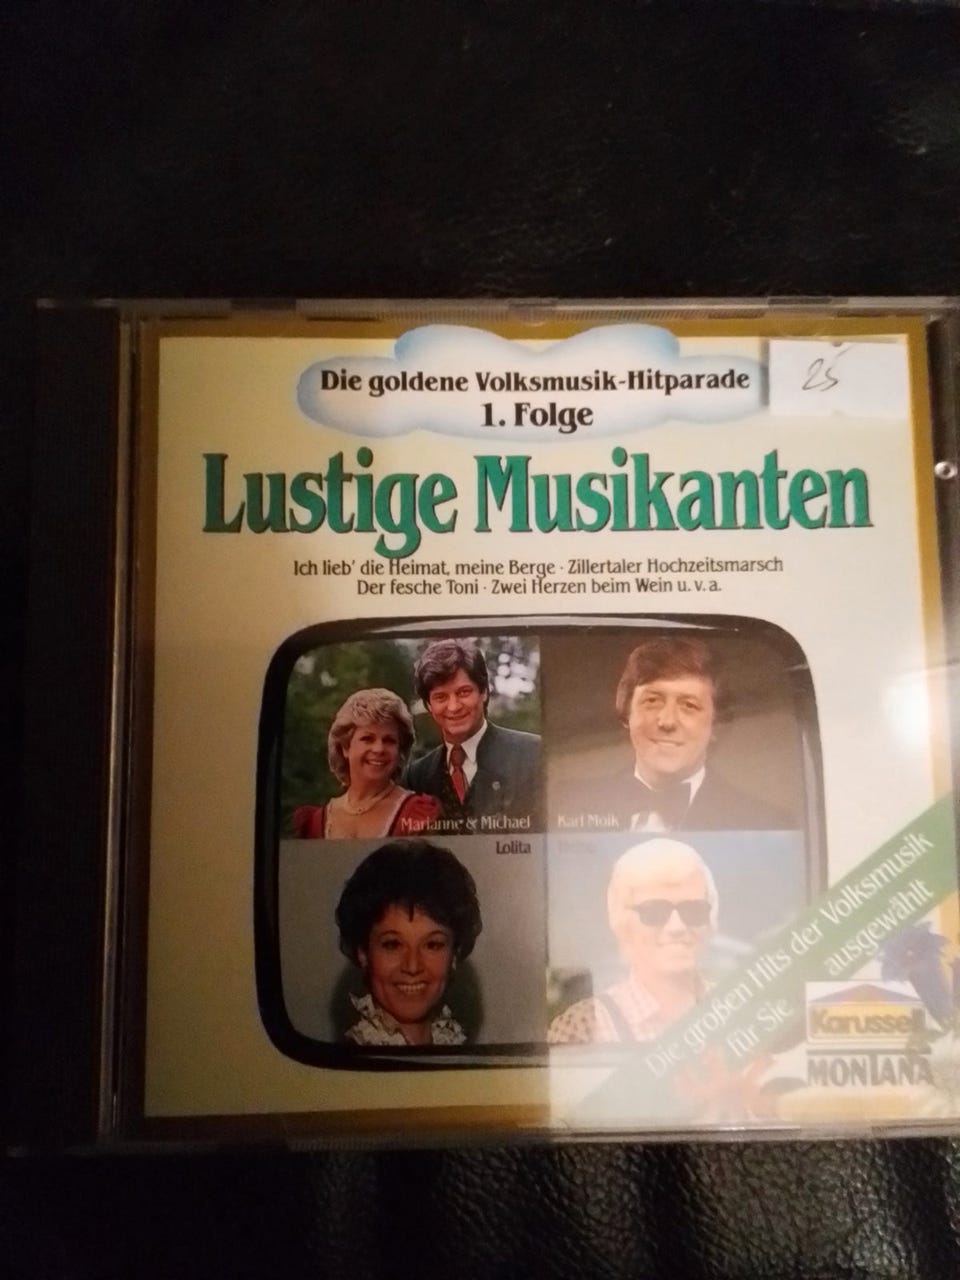 Die goldene Volksmusik-Hitparade
1. Folge
25
Lustige Musikanten
Ich lieb' die Heimat, meine Berge · Zillertaler Hochzeitsmarsch
Der fesche Toni · Zwei Herzen beim Wein u. v. a.
Marianne & Michael
Karl Moik
Lolita
Die großen Hits der Volksmusik
für Sie ausgewählt
Karussell
MONTANA